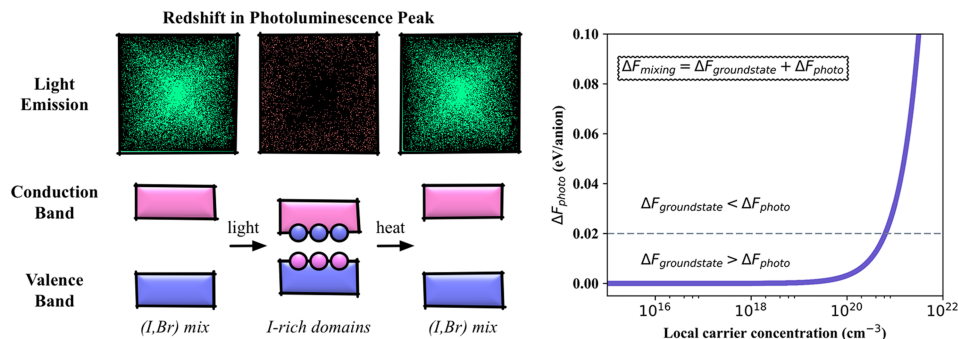 Redshift in Photoluminescence Peak
Light
Emission
Conduction
Band
light
heat
Valence
Band
(I,Br) mix
I-rich domains
(I,Br) mix
ΔF_photo (eV/anion)
0.10
0.08
0.06
0.04
0.02
0.00
ΔF_mixing = ΔF_groundstate + ΔF_photo
ΔF_groundstate < ΔF_photo
ΔF_groundstate > ΔF_photo
10^16
10^18
10^20
10^22
Local carrier concentration (cm^−3)